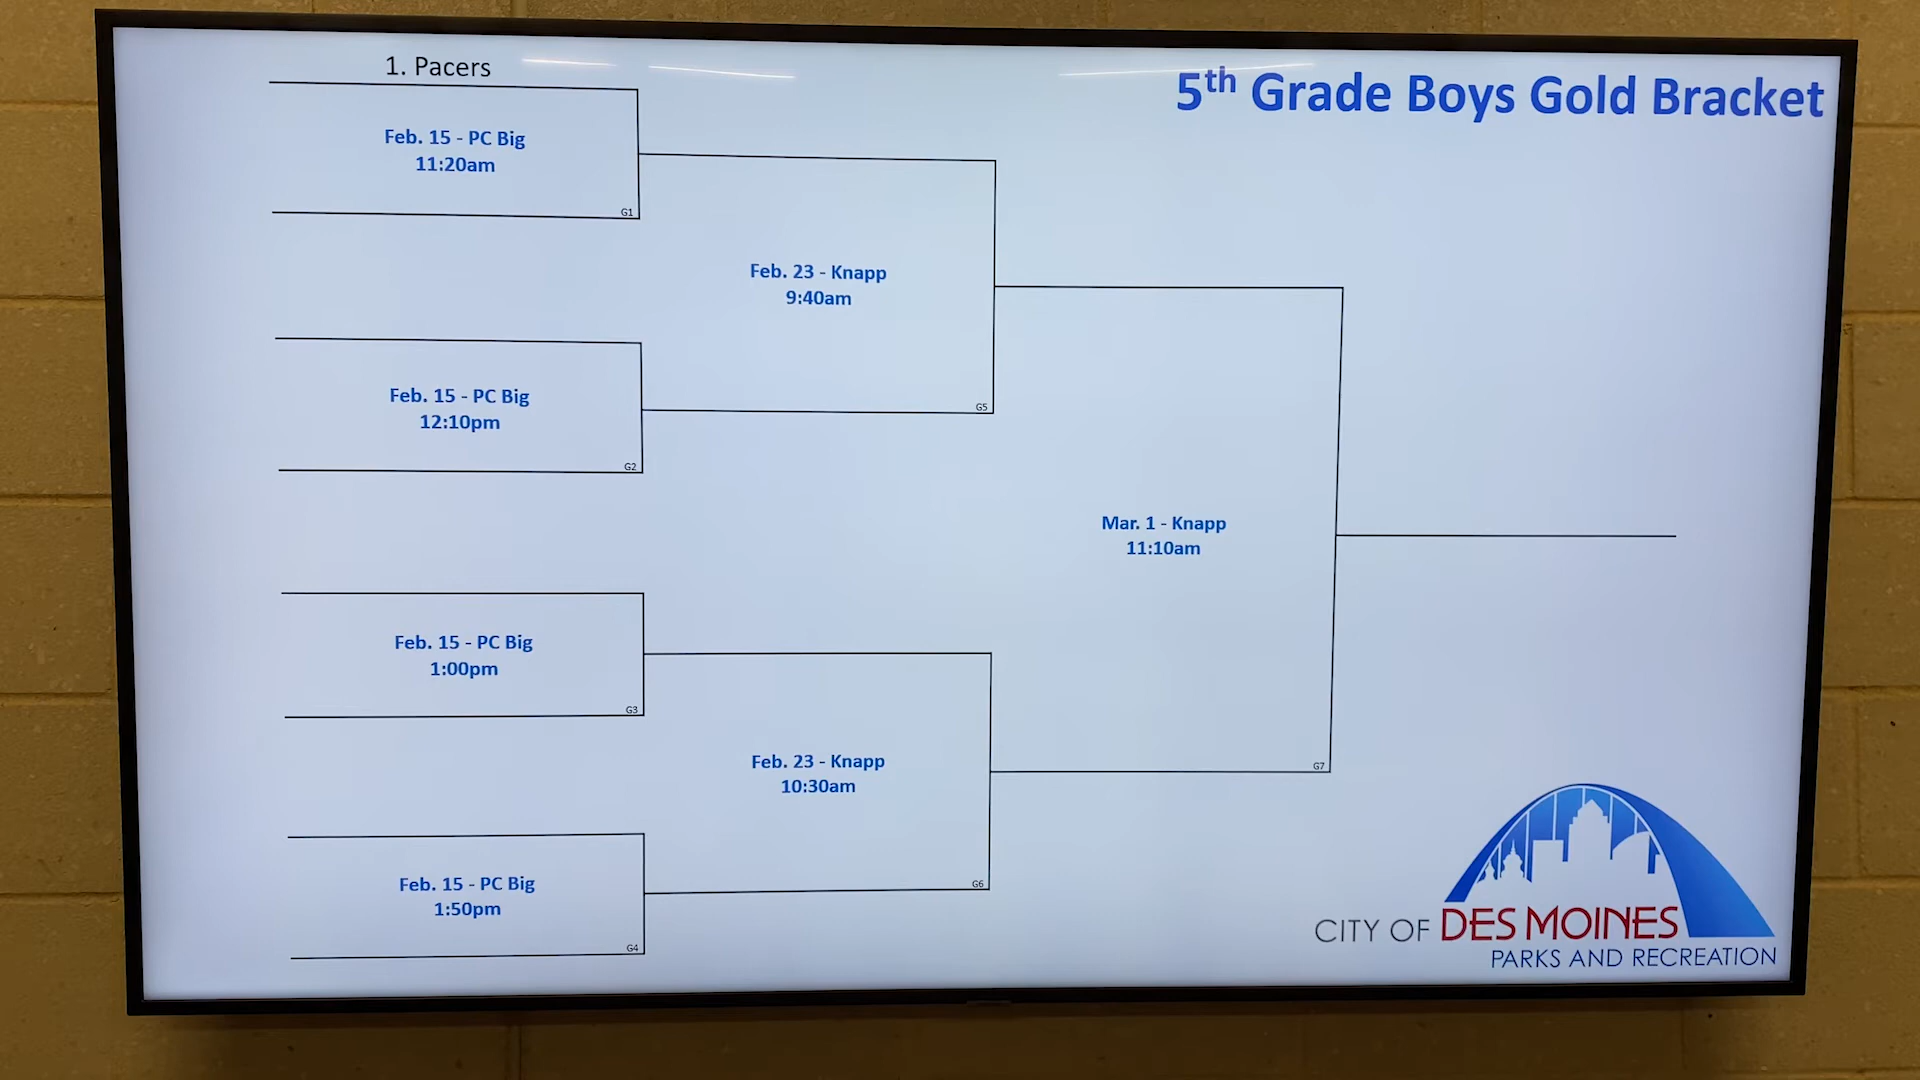 1. Pacers
5th Grade Boys Gold Bracket
Feb. 15 - PC Big
11:20am
G1
Feb. 23 - Knapp
9:40am
G5
Feb. 15 - PC Big
12:10pm
G2
Mar. 1 - Knapp
11:10am
G7
Feb. 15 - PC Big
1:00pm
G3
Feb. 23 - Knapp
10:30am
G6
Feb. 15 - PC Big
1:50pm
G4
CITY OF DES MOINES
PARKS AND RECREATION